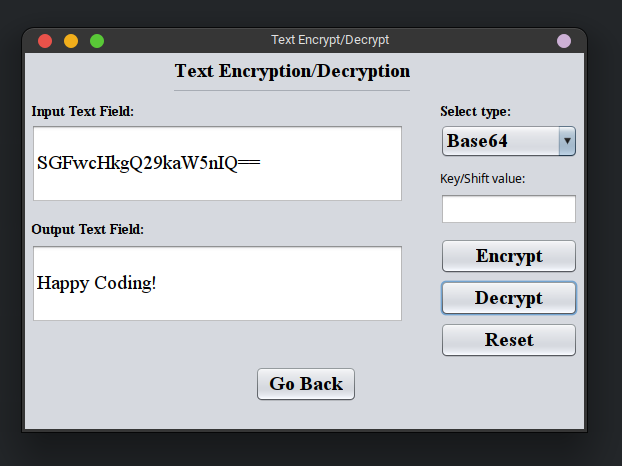 Text Encrypt/Decrypt
Text Encryption/Decryption
Input Text Field:
SGFwcHkgQ29kaW5nIQ==
Output Text Field:
Happy Coding!
Select type:
Base64
Key/Shift value:
Encrypt
Decrypt
Reset
Go Back